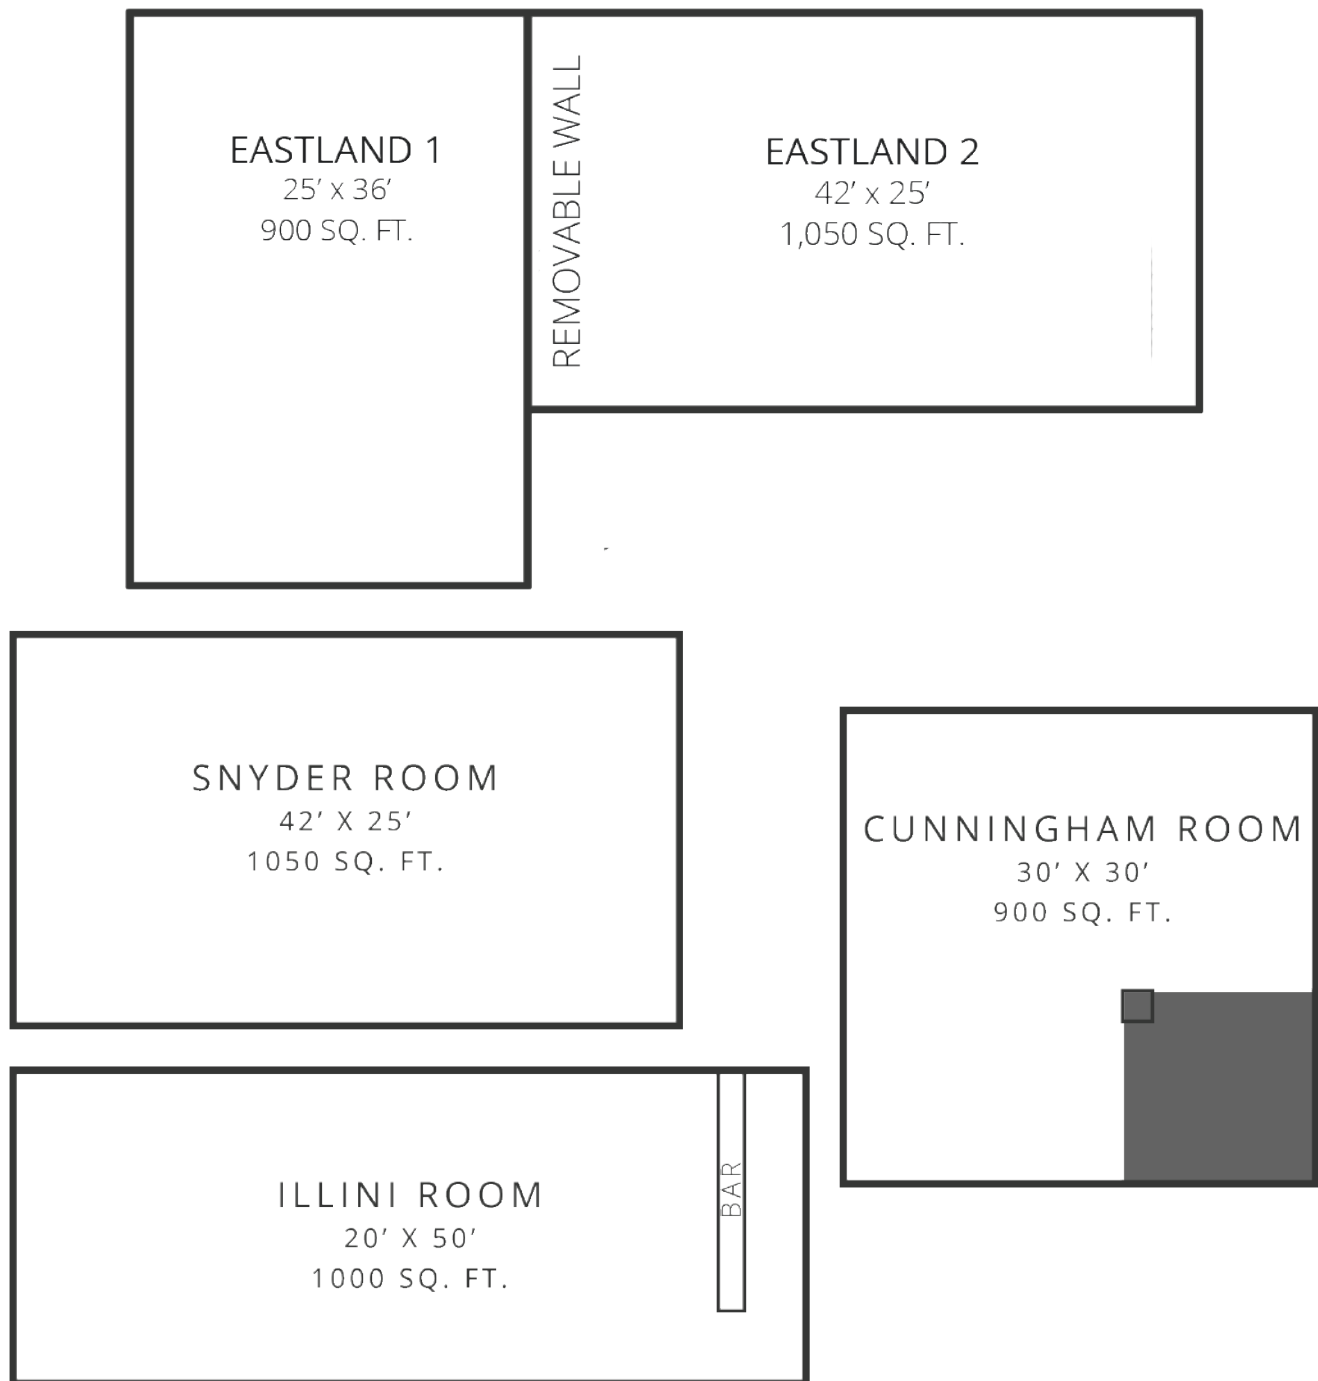 EASTLAND 1
25’ x 36’
900 SQ. FT.
REMOVABLE WALL
EASTLAND 2
42’ x 25’
1,050 SQ. FT.
SNYDER ROOM
42’ X 25’
1050 SQ. FT.
CUNNINGHAM ROOM
30’ X 30’
900 SQ. FT.
ILLINI ROOM
20’ X 50’
1000 SQ. FT.
BAR